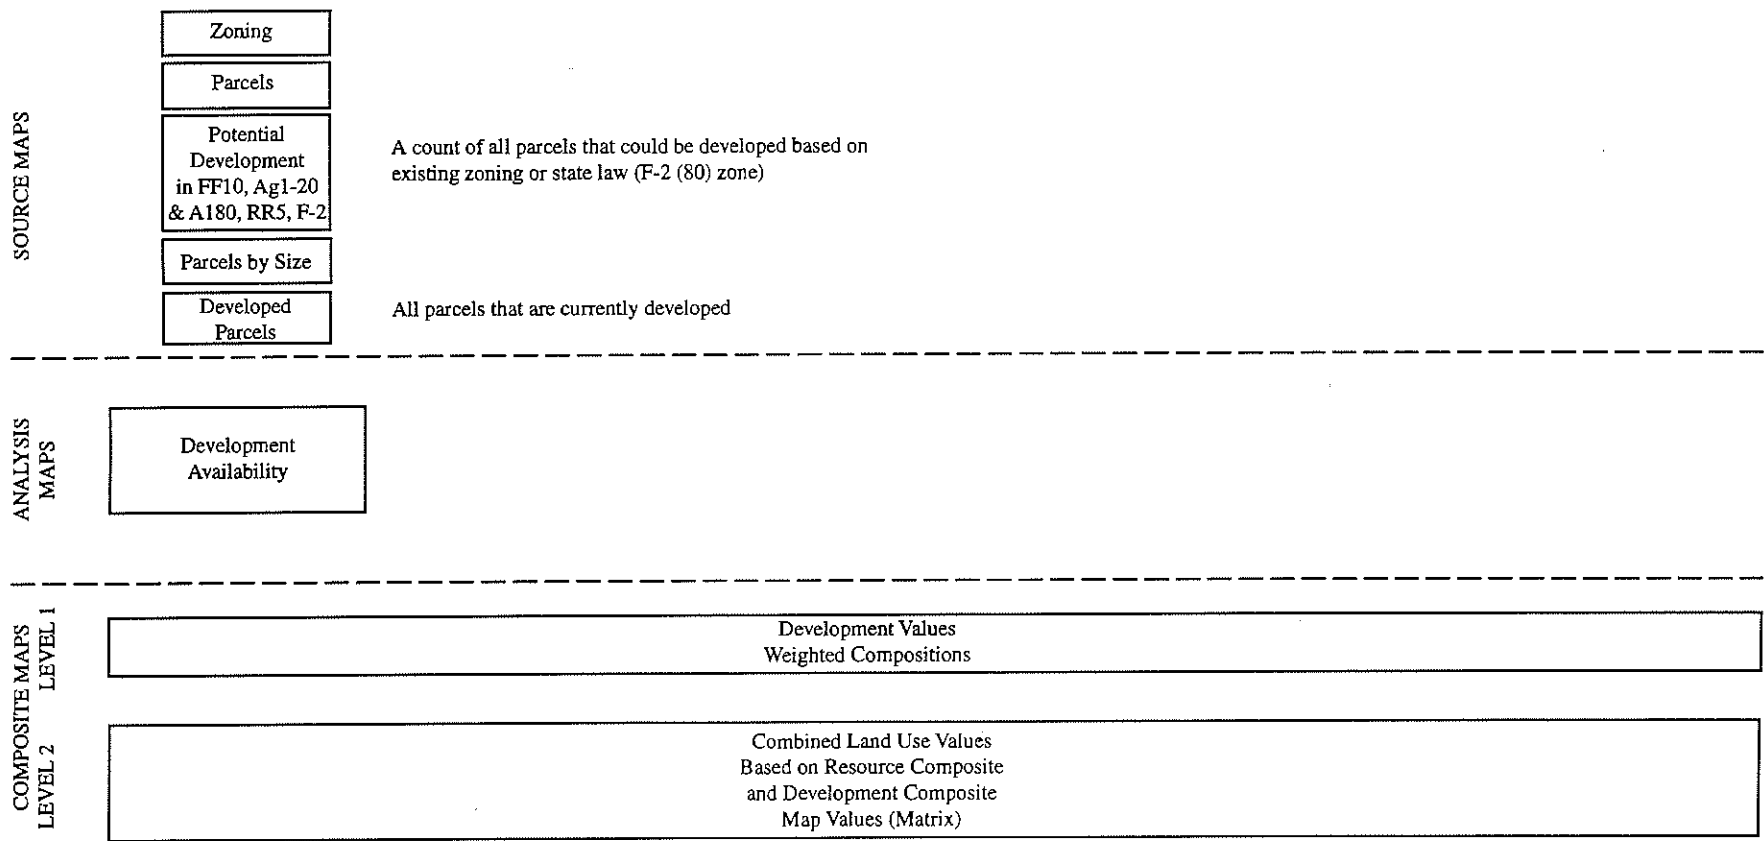 SOURCE MAPS
Zoning
Parcels
Potential
Development
in FF10, Ag1-20
& A180, RR5, F-2
A count of all parcels that could be developed based on
existing zoning or state law (F-2 (80) zone)
Parcels by Size
Developed
Parcels
All parcels that are currently developed
ANALYSIS
MAPS
Development
Availability
COMPOSITE MAPS
LEVEL 1
Development Values
Weighted Compositions
LEVEL 2
Combined Land Use Values
Based on Resource Composite
and Development Composite
Map Values (Matrix)